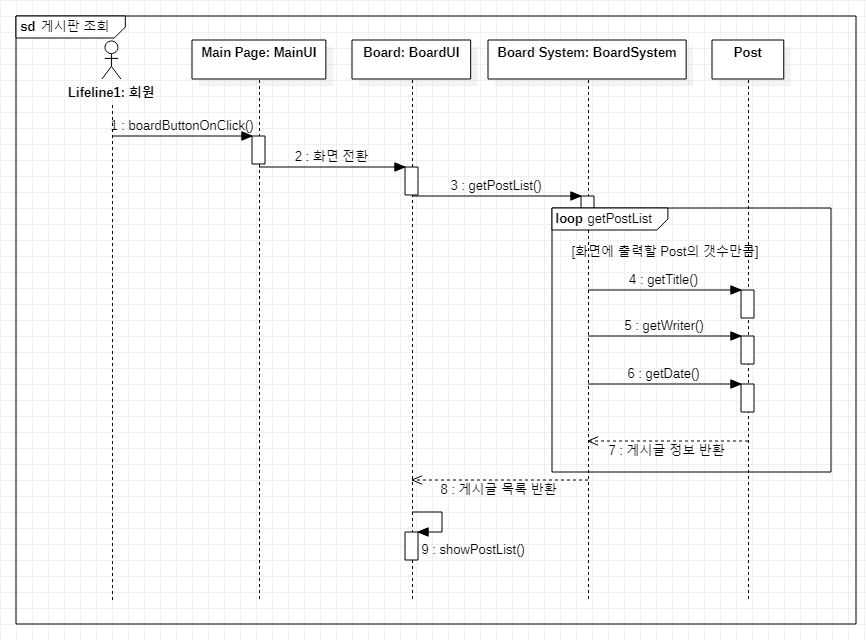 sd 게시판 조회
Lifeline1: 회원
Main Page: MainUI
Board: BoardUI
Board System: BoardSystem
Post
1 : boardButtonOnClick()
2 : 화면 전환
3 : getPostList()
loop getPostList
[화면에 출력할 Post의 갯수만큼]
4 : getTitle()
5 : getWriter()
6 : getDate()
7 : 게시글 정보 반환
8 : 게시글 목록 반환
9 : showPostList()